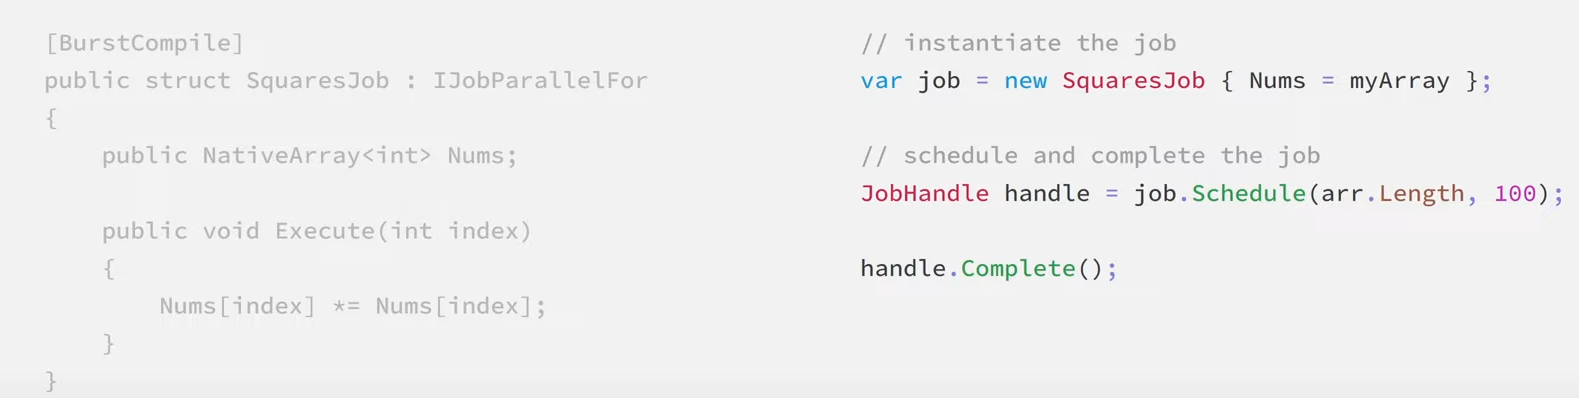 [BurstCompile]
public struct SquaresJob : IJobParallelFor
{
    public NativeArray<int> Nums;
    public void Execute(int index)
    {
        Nums[index] *= Nums[index];
    }
}
// instantiate the job
var job = new SquaresJob { Nums = myArray };
// schedule and complete the job
JobHandle handle = job.Schedule(arr.Length, 100);
handle.Complete();